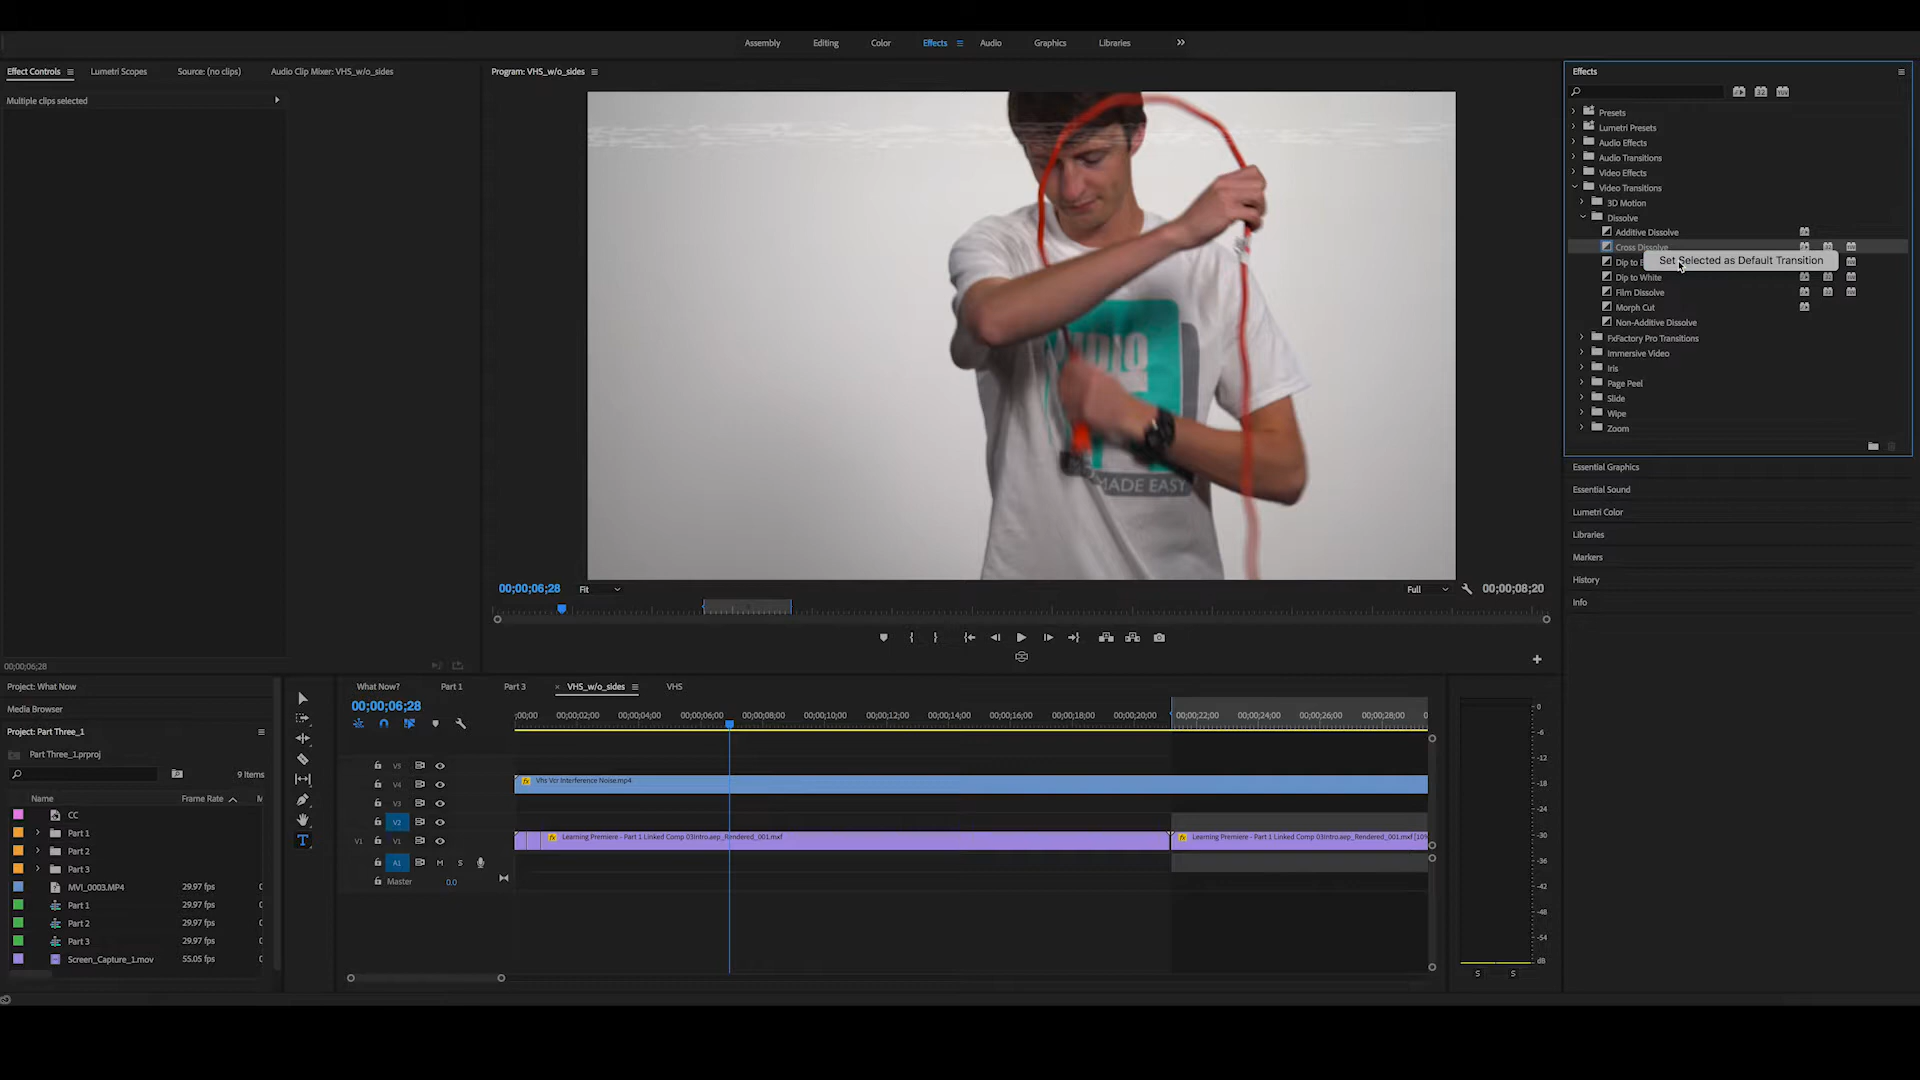 Assembly Editing Color Effects Audio Graphics Libraries
Effect Controls Lumetri Scopes Source: (no clips) Audio Clip Mixer: VHS_w/o_sides
Multiple clips selected
Program: VHS_w/o_sides
MADE EASY
00;00;06;28 Fit Full 00;00;08;20
00;00;06;28
Effects
Presets
Lumetri Presets
Audio Effects
Audio Transitions
Video Effects
Video Transitions
3D Motion
Dissolve
Additive Dissolve
Cross Dissolve
Set Selected as Default Transition
Dip to
Dip to White
Film Dissolve
Morph Cut
Non-Additive Dissolve
FxFactory Pro Transitions
Immersive Video
Iris
Page Peel
Slide
Wipe
Zoom
Essential Graphics
Essential Sound
Lumetri Color
Libraries
Markers
History
Info
Project: What Now
Media Browser
Project: Part Three_1
Part Three_1.prproj
9 Items
Name Frame Rate M
CC
Part 1
Part 2
Part 3
MVI_0003.MP4 29.97 fps
Part 1 29.97 fps
Part 2 29.97 fps
Part 3 29.97 fps
Screen_Capture_1.mov 55.05 fps
What Now? Part 1 Part 3 × VHS_w/o_sides VHS
00;00;06;28
;00;00 00;00;02;00 00;00;04;00 00;00;06;00 00;00;08;00 00;00;10;00 00;00;12;00 00;00;14;00 00;00;16;00 00;00;18;00 00;00;20;00 00;00;22;00 00;00;24;00 00;00;26;00 00;00;28;00 0
V5
V4 fx Vhs Vcr Interference Noise.mp4
V3
V2
V1 V1 fx Learning Premiere - Part 1 Linked Comp 03Intro.aep_Rendered_001.mxf fx Learning Premiere - Part 1 Linked Comp 03Intro.aep_Rendered_001.mxf [10%
A1 M S
Master 0.0
0
-6
-12
-18
-24
-30
-36
-42
-48
-54
dB
S S